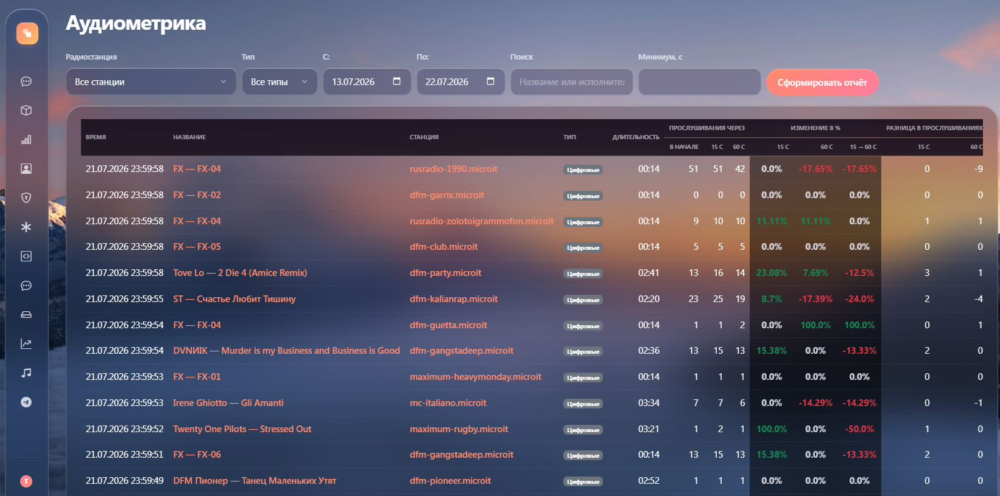 Аудиометрика
Радиостанция Тип С: По: Поиск Минимум, с
Все станции Все типы 13.07.2026 22.07.2026 Название или исполнител Сформировать отчёт
ВРЕМЯ НАЗВАНИЕ СТАНЦИЯ ТИП ДЛИТЕЛЬНОСТЬ ПРОСЛУШИВАНИЯ ЧЕРЕЗ ИЗМЕНЕНИЕ В % РАЗНИЦА В ПРОСЛУШИВАНИЯХ
В НАЧАЛЕ 15 С 60 С 15 С 60 С 15 → 60 С 15 С 60 С
21.07.2026 23:59:58 FX — FX-04 rusradio-1990.microit Цифровые 00:14 51 51 42 0.0% -17.65% -17.65% 0 -9
21.07.2026 23:59:58 FX — FX-02 dfm-garrix.microit Цифровые 00:14 0 0 0 0.0% 0.0% 0.0% 0 0
21.07.2026 23:59:58 FX — FX-04 rusradio-zolotoigrammofon.microit Цифровые 00:14 9 10 10 11.11% 11.11% 0.0% 1 1
21.07.2026 23:59:58 FX — FX-05 dfm-club.microit Цифровые 00:14 5 5 5 0.0% 0.0% 0.0% 0 0
21.07.2026 23:59:58 Tove Lo — 2 Die 4 (Amice Remix) dfm-party.microit Цифровые 02:41 13 16 14 23.08% 7.69% -12.5% 3 1
21.07.2026 23:59:55 ST — Счастье Любит Тишину dfm-kalianrap.microit Цифровые 02:20 23 25 19 8.7% -17.39% -24.0% 2 -4
21.07.2026 23:59:54 FX — FX-04 dfm-guetta.microit Цифровые 00:14 1 1 2 0.0% 100.0% 100.0% 0 1
21.07.2026 23:59:54 DVNИIK — Murder is my Business and Business is Good dfm-gangstadeep.microit Цифровые 02:36 13 15 13 15.38% 0.0% -13.33% 2 0
21.07.2026 23:59:53 FX — FX-01 maximum-heavymonday.microit Цифровые 00:14 1 1 1 0.0% 0.0% 0.0% 0 0
21.07.2026 23:59:53 Irene Ghiotto — Gli Amanti mc-italiano.microit Цифровые 03:34 7 7 6 0.0% -14.29% -14.29% 0 -1
21.07.2026 23:59:52 Twenty One Pilots — Stressed Out maximum-rugby.microit Цифровые 03:21 1 2 1 100.0% 0.0% -50.0% 1 0
21.07.2026 23:59:51 FX — FX-06 dfm-gangstadeep.microit Цифровые 00:14 13 15 13 15.38% 0.0% -13.33% 2 0
21.07.2026 23:59:49 DFM Пионер — Танец Маленьких Утят dfm-pioneer.microit Цифровые 02:52 1 1 1 0.0% 0.0% 0.0% 0 0
T